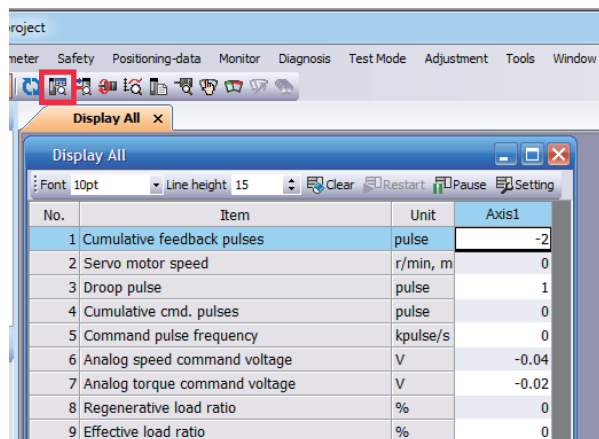 roject
meter Safety Positioning-data Monitor Diagnosis Test Mode Adjustment Tools Window
Display All ×
Display All
Font 10pt Line height 15 Clear Restart Pause Setting
No. Item Unit Axis1
1 Cumulative feedback pulses pulse -2
2 Servo motor speed r/min, m 0
3 Droop pulse pulse 1
4 Cumulative cmd. pulses pulse 0
5 Command pulse frequency kpulse/s 0
6 Analog speed command voltage V -0.04
7 Analog torque command voltage V -0.02
8 Regenerative load ratio % 0
9 Effective load ratio % 0